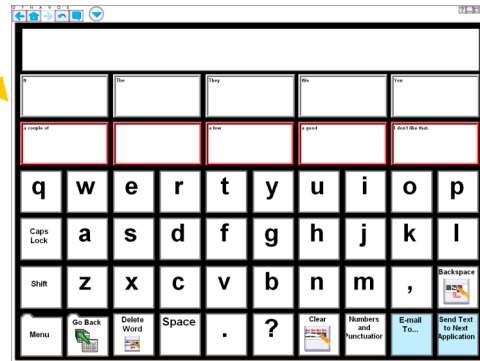 DYNAVOX
It
The
They
We
You
a couple of
a few
a good
I don't like that.
q w e r t y u i o p
Caps Lock a s d f g h j k l
Shift z x c v b n m , Backspace
Menu Go Back Delete Word Space . ? Clear Numbers and Punctuation E-mail To... Send Text to Next Application